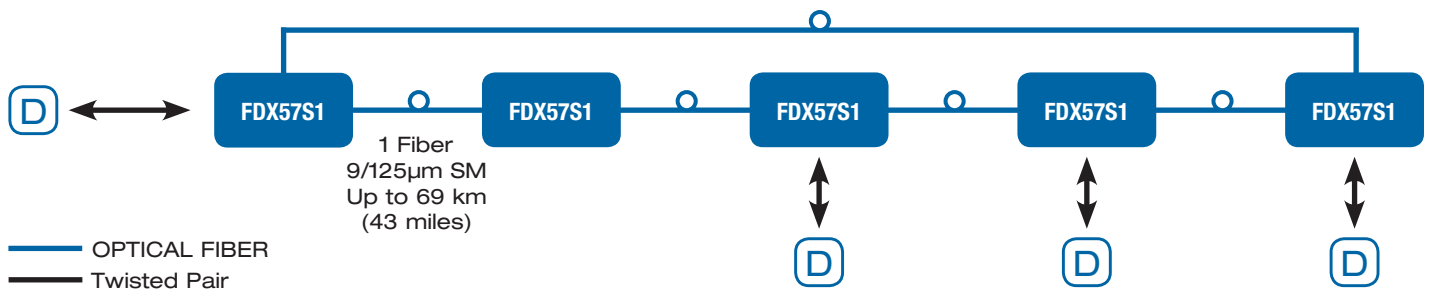 D
FDX57S1
FDX57S1
FDX57S1
FDX57S1
FDX57S1
1 Fiber
9/125µm SM
Up to 69 km
(43 miles)
D
D
D
OPTICAL FIBER
Twisted Pair